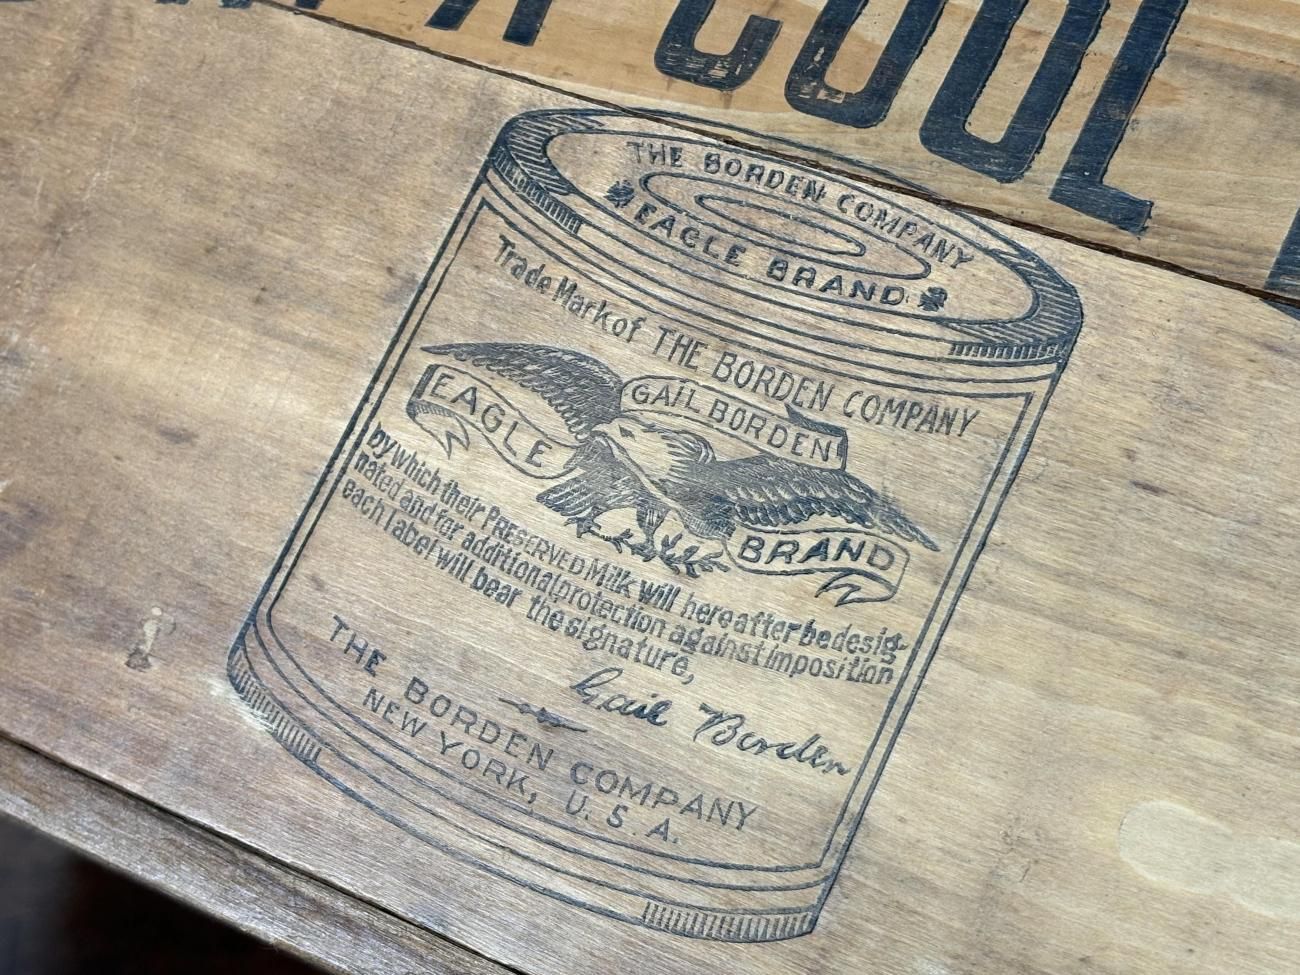 COOL
THE BORDEN COMPANY
EAGLE BRAND
Trade Mark of THE BORDEN COMPANY
GAIL BORDEN
EAGLE
BRAND
by which their PRESERVED Milk will hereafter be desig-
nated and for additional protection against imposition
each label will bear the signature,
Gail Borden
THE BORDEN COMPANY
NEW YORK, U. S. A.